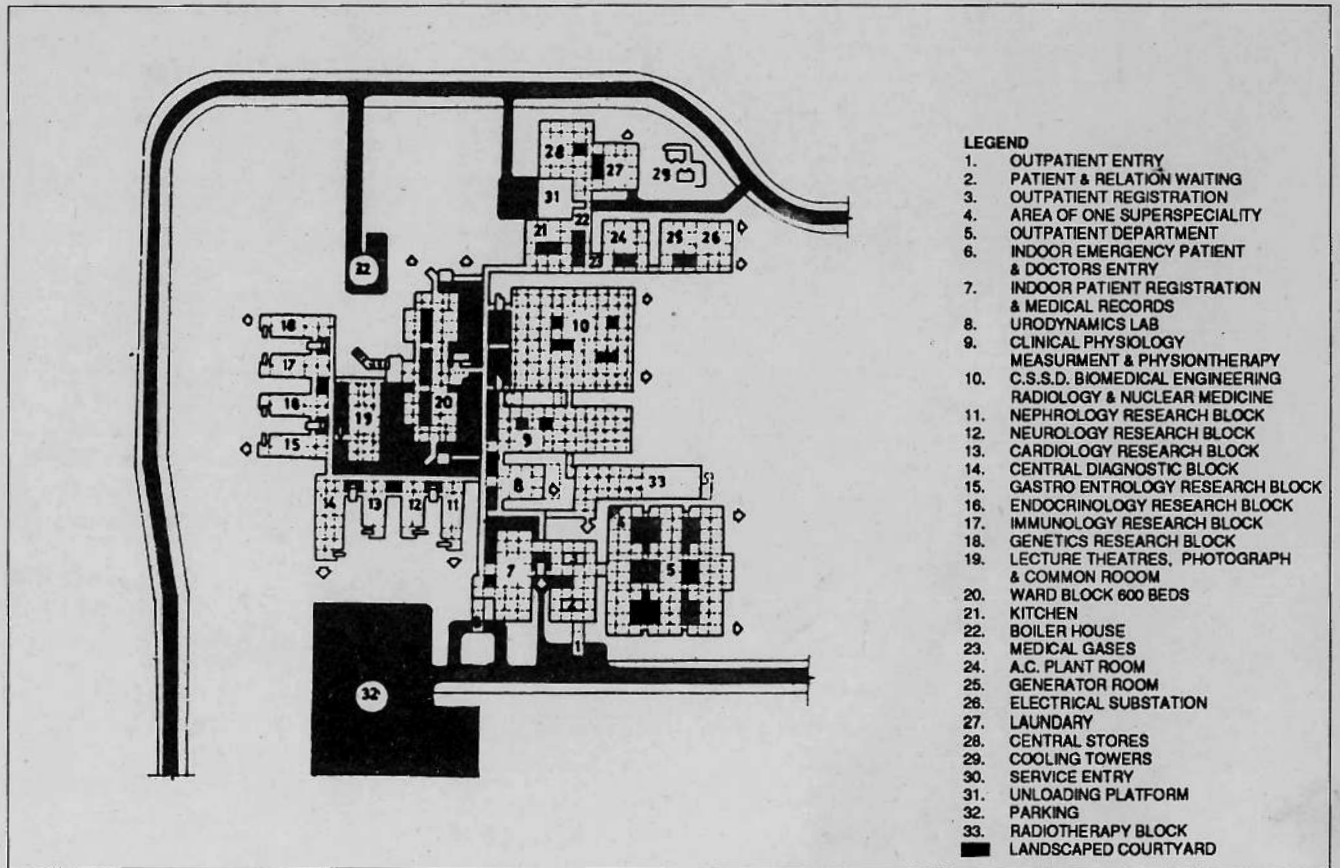 28
27
29
31
22
21
24
25 26
23
10
17
16
15
19
20
9
8
33
14 13 12 11
4
5
7
2
1
32
LEGEND
1. OUTPATIENT ENTRY
2. PATIENT & RELATION WAITING
3. OUTPATIENT REGISTRATION
4. AREA OF ONE SUPERSPECIALITY
5. OUTPATIENT DEPARTMENT
6. INDOOR EMERGENCY PATIENT
& DOCTORS ENTRY
7. INDOOR PATIENT REGISTRATION
& MEDICAL RECORDS
8. URODYNAMICS LAB
9. CLINICAL PHYSIOLOGY
MEASURMENT & PHYSIONTHERAPY
10. C.S.S.D. BIOMEDICAL ENGINEERING
RADIOLOGY & NUCLEAR MEDICINE
11. NEPHROLOGY RESEARCH BLOCK
12. NEUROLOGY RESEARCH BLOCK
13. CARDIOLOGY RESEARCH BLOCK
14. CENTRAL DIAGNOSTIC BLOCK
15. GASTRO ENTROLOGY RESEARCH BLOCK
16. ENDOCRINOLOGY RESEARCH BLOCK
17. IMMUNOLOGY RESEARCH BLOCK
18. GENETICS RESEARCH BLOCK
19. LECTURE THEATRES, PHOTOGRAPH
& COMMON ROOOM
20. WARD BLOCK 600 BEDS
21. KITCHEN
22. BOILER HOUSE
23. MEDICAL GASES
24. A.C. PLANT ROOM
25. GENERATOR ROOM
26. ELECTRICAL SUBSTATION
27. LAUNDARY
28. CENTRAL STORES
29. COOLING TOWERS
30. SERVICE ENTRY
31. UNLOADING PLATFORM
32. PARKING
33. RADIOTHERAPY BLOCK
LANDSCAPED COURTYARD